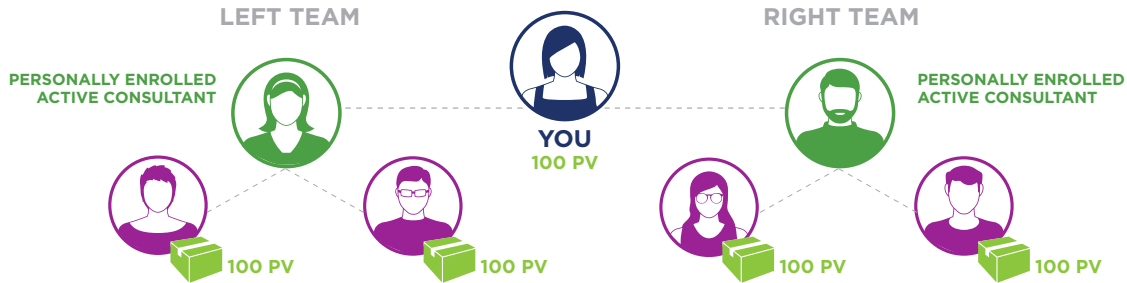 LEFT TEAM
RIGHT TEAM
PERSONALLY ENROLLED
ACTIVE CONSULTANT
PERSONALLY ENROLLED
ACTIVE CONSULTANT
YOU
100 PV
100 PV
100 PV
100 PV
100 PV